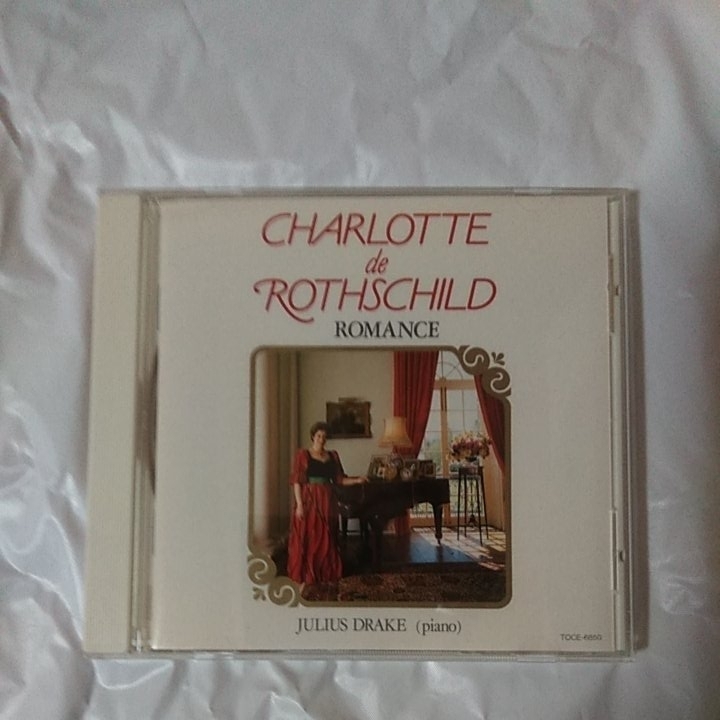 CHARLOTTE
de
ROTHSCHILD
ROMANCE
JULIUS DRAKE (piano)
TOCE-6850